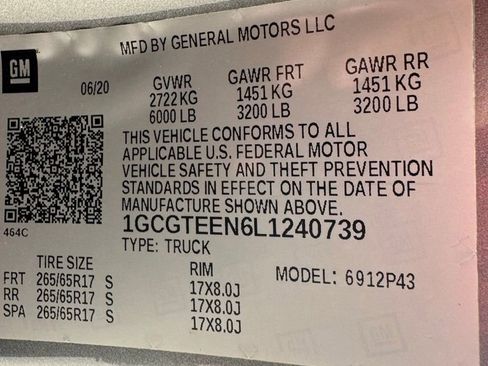 MFD BY GENERAL MOTORS LLC
GM
06/20
GVWR GAWR FRT GAWR RR
2722 KG 1451 KG 1451 KG
6000 LB 3200 LB 3200 LB
THIS VEHICLE CONFORMS TO ALL
APPLICABLE U.S. FEDERAL MOTOR
VEHICLE SAFETY AND THEFT PREVENTION
STANDARDS IN EFFECT ON THE DATE OF
MANUFACTURE SHOWN ABOVE.
464C
1GCGTEEN6L1240739
TYPE: TRUCK
TIRE SIZE RIM MODEL: 6912P43
FRT 265/65R17 S 17X8.0J
RR 265/65R17 S 17X8.0J
SPA 265/65R17 S 17X8.0J